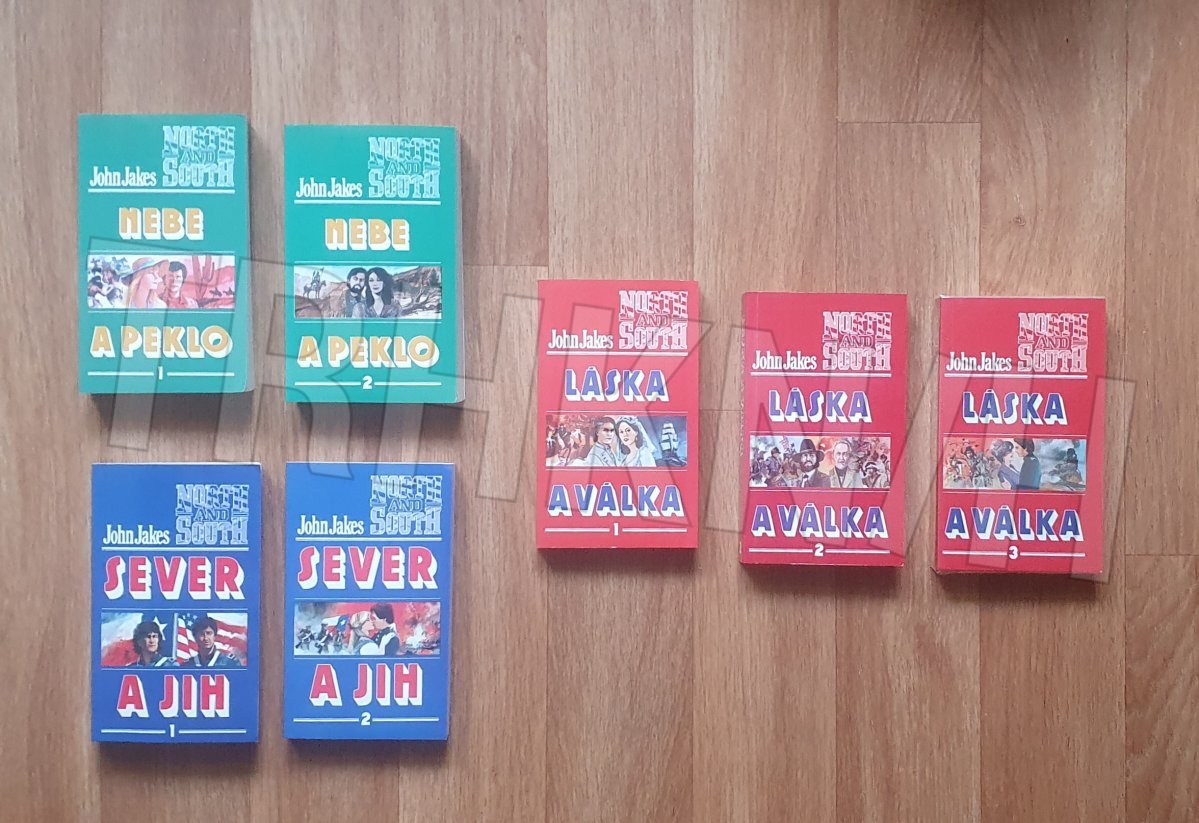 NORTH
AND
John Jakes SOUTH
NEBE
A PEKLO
1
NORTH
AND
John Jakes SOUTH
NEBE
A PEKLO
2
NORTH
AND
John Jakes SOUTH
SEVER
A JIH
1
NORTH
AND
John Jakes SOUTH
SEVER
A JIH
2
NORTH
AND
John Jakes SOUTH
LÁSKA
A VÁLKA
1
NORTH
AND
John Jakes SOUTH
LÁSKA
A VÁLKA
2
NORTH
AND
John Jakes SOUTH
LÁSKA
A VÁLKA
3